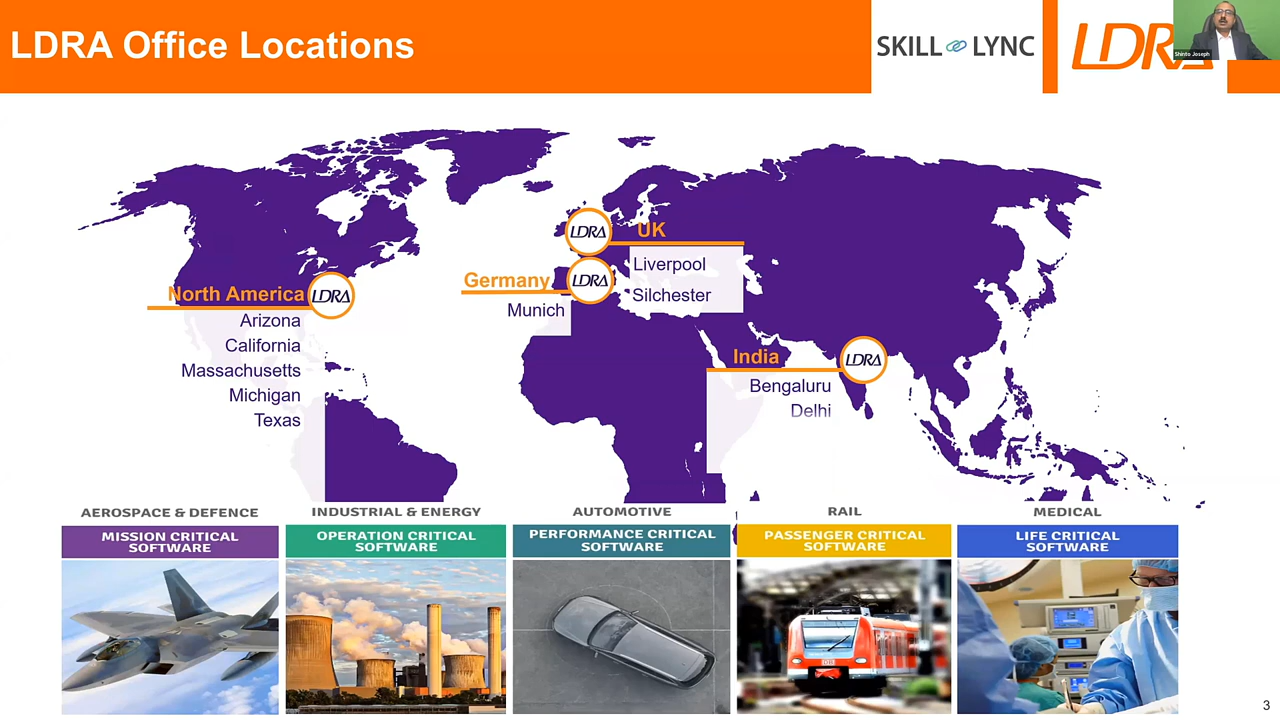 LDRA Office Locations
SKILL LYNC
LDRA
Shinto Joseph
LDRA
UK
Liverpool
Silchester
Germany
LDRA
Munich
North America
LDRA
Arizona
California
Massachusetts
Michigan
Texas
India
LDRA
Bengaluru
Delhi
AEROSPACE & DEFENCE
MISSION CRITICAL
SOFTWARE
INDUSTRIAL & ENERGY
OPERATION CRITICAL
SOFTWARE
AUTOMOTIVE
PERFORMANCE CRITICAL
SOFTWARE
RAIL
PASSENGER CRITICAL
SOFTWARE
MEDICAL
LIFE CRITICAL
SOFTWARE
3